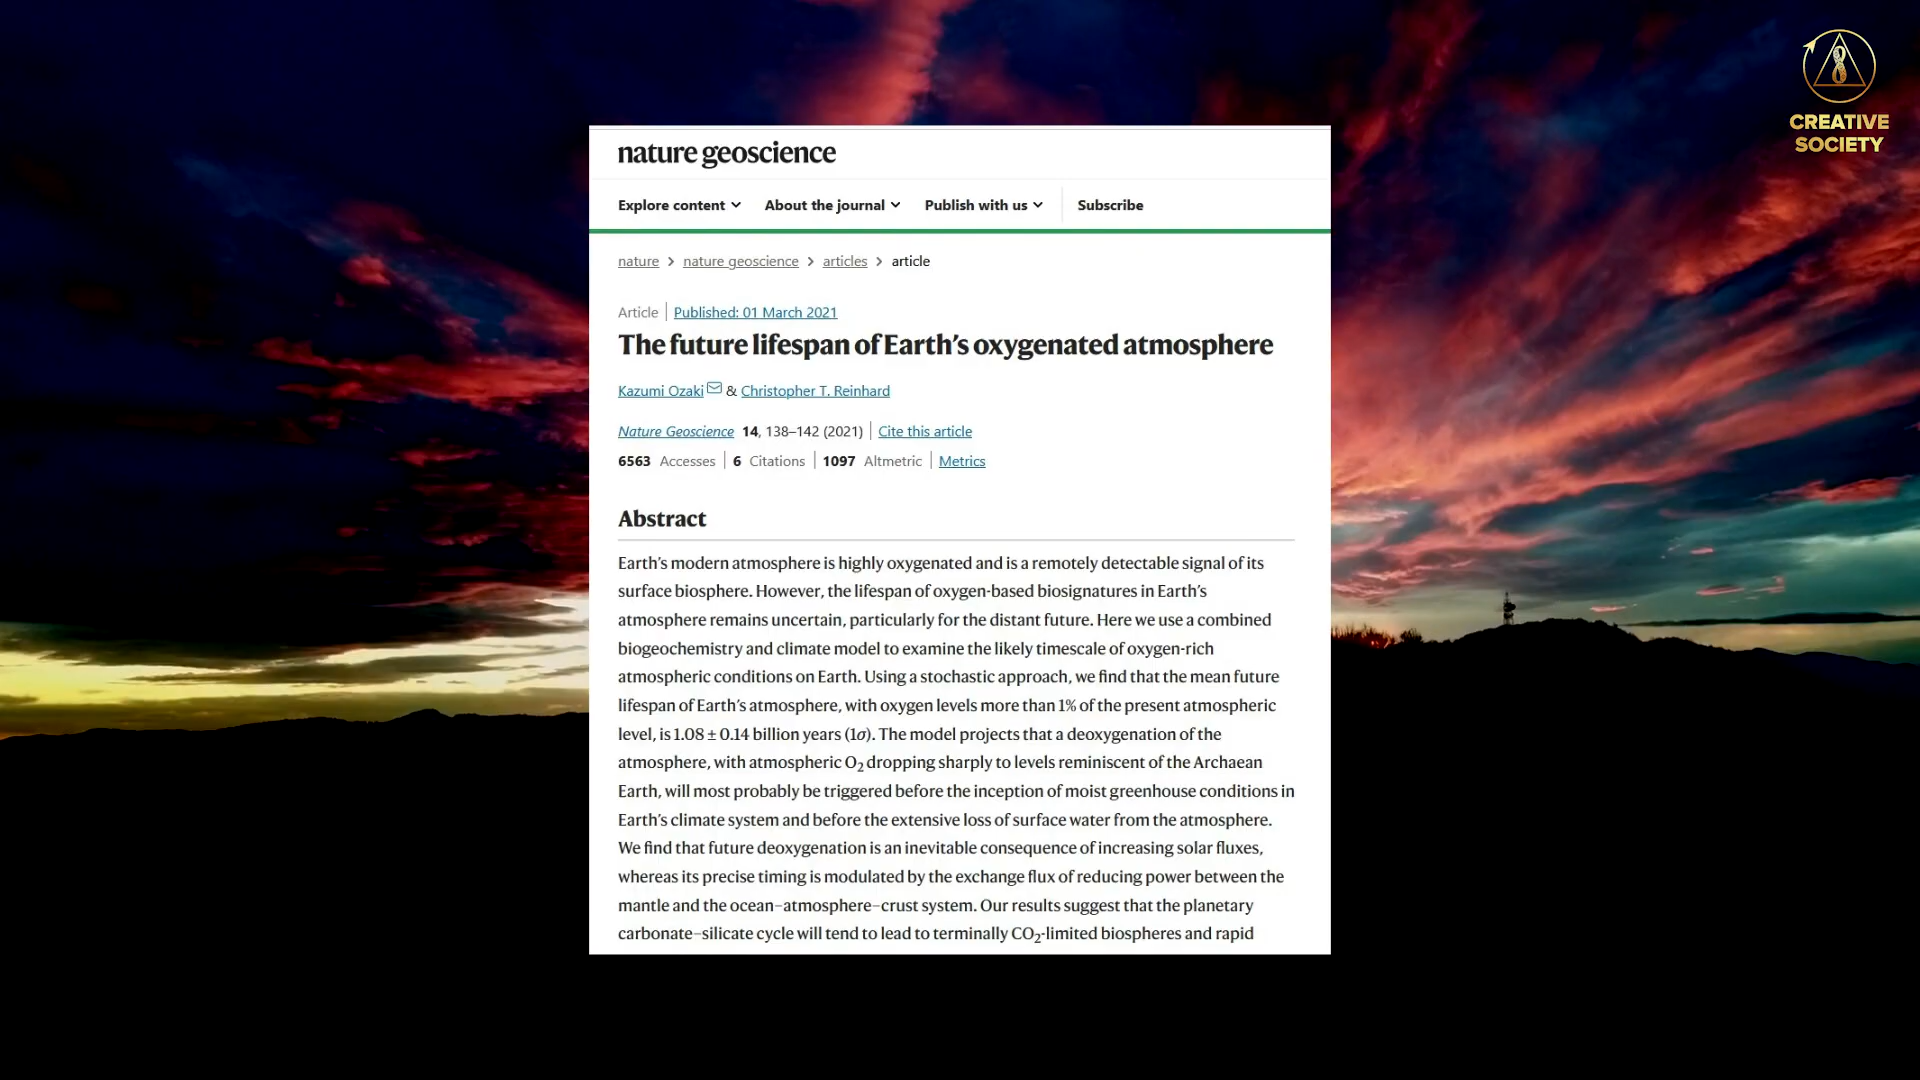 CREATIVE
SOCIETY
nature geoscience
Explore content About the journal Publish with us Subscribe
nature > nature geoscience > articles > article
Article | Published: 01 March 2021
The future lifespan of Earth’s oxygenated atmosphere
Kazumi Ozaki & Christopher T. Reinhard
Nature Geoscience 14, 138–142 (2021) | Cite this article
6563 Accesses | 6 Citations | 1097 Altmetric | Metrics
Abstract
Earth’s modern atmosphere is highly oxygenated and is a remotely detectable signal of its
surface biosphere. However, the lifespan of oxygen-based biosignatures in Earth’s
atmosphere remains uncertain, particularly for the distant future. Here we use a combined
biogeochemistry and climate model to examine the likely timescale of oxygen-rich
atmospheric conditions on Earth. Using a stochastic approach, we find that the mean future
lifespan of Earth’s atmosphere, with oxygen levels more than 1% of the present atmospheric
level, is 1.08 ± 0.14 billion years (1σ). The model projects that a deoxygenation of the
atmosphere, with atmospheric O₂ dropping sharply to levels reminiscent of the Archaean
Earth, will most probably be triggered before the inception of moist greenhouse conditions in
Earth’s climate system and before the extensive loss of surface water from the atmosphere.
We find that future deoxygenation is an inevitable consequence of increasing solar fluxes,
whereas its precise timing is modulated by the exchange flux of reducing power between the
mantle and the ocean–atmosphere–crust system. Our results suggest that the planetary
carbonate–silicate cycle will tend to lead to terminally CO₂-limited biospheres and rapid